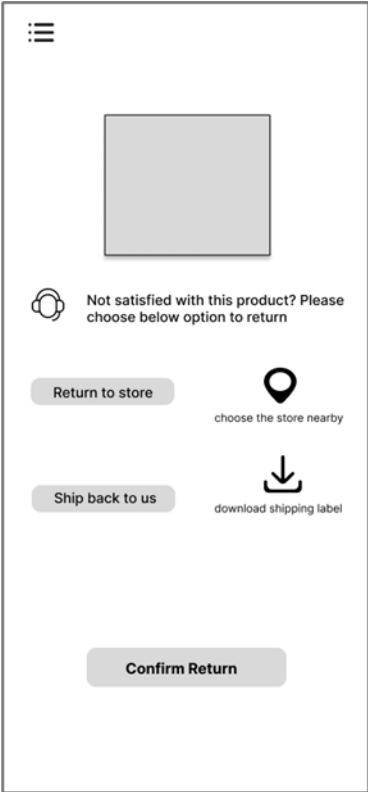 Not satisfied with this product? Please
choose below option to return
Return to store
choose the store nearby
Ship back to us
download shipping label
Confirm Return